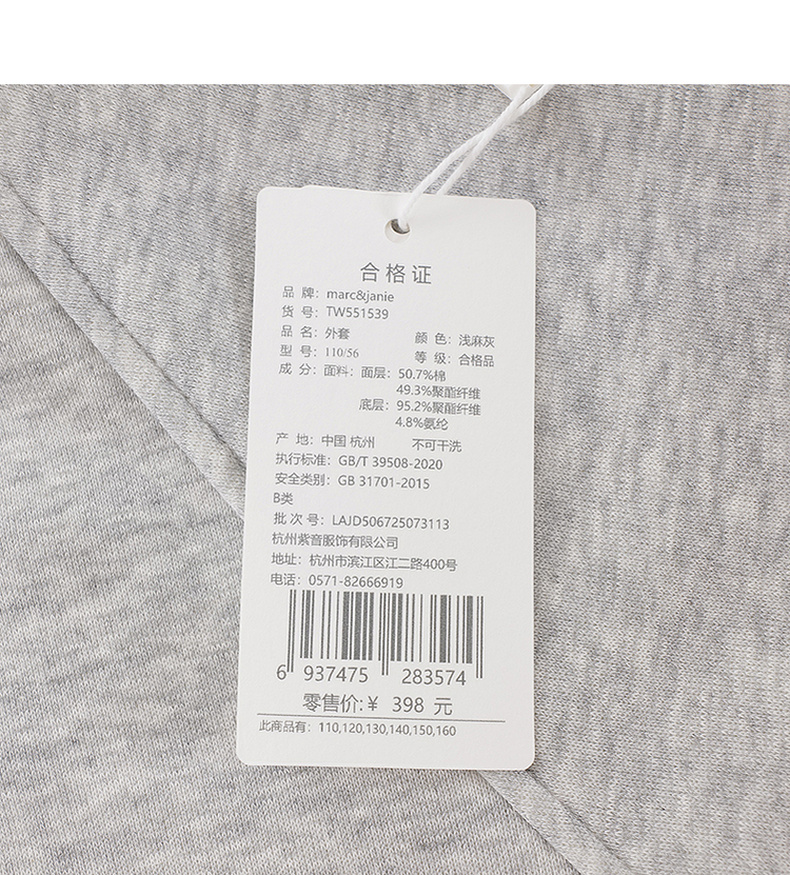 合格证
品 牌：marc&janie
货 号：TW551539
品 名：外套 颜 色：浅麻灰
型 号：110/56 等 级：合格品
成 分：面料：面层：50.7%棉
49.3%聚酯纤维
底层：95.2%聚酯纤维
4.8%氨纶
产 地：中国 杭州 不可干洗
执行标准：GB/T 39508-2020
安全类别：GB 31701-2015
B类
批 次 号：LAJD506725073113
杭州紫音服饰有限公司
地址：杭州市滨江区江二路400号
电话：0571-82666919
6 937475 283574
零售价:¥ 398 元
此商品有：110,120,130,140,150,160